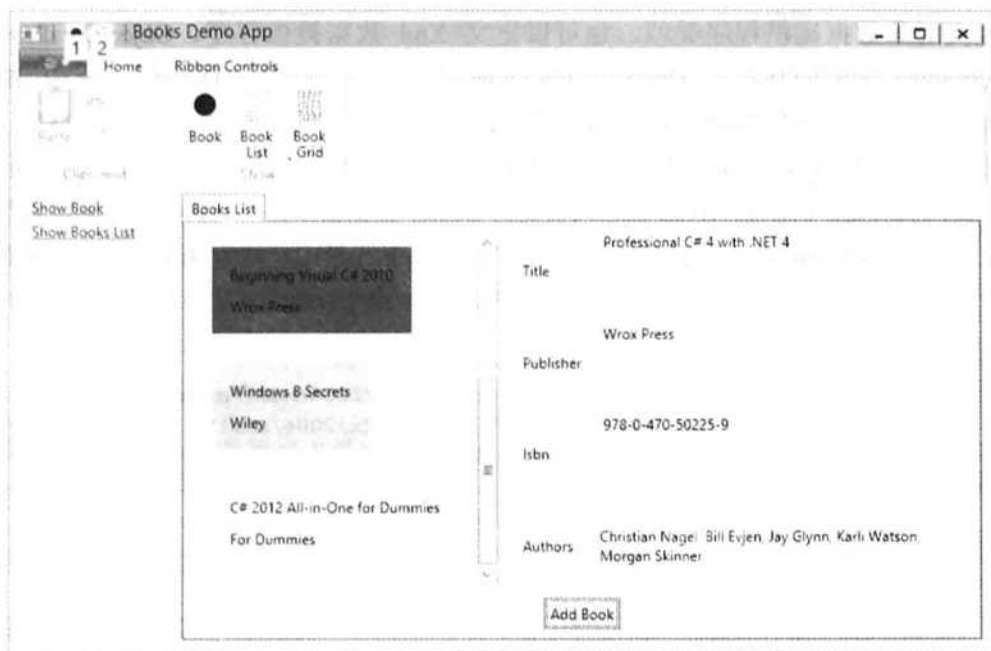 Books Demo App
1 2
Home Ribbon Controls
Paste
Book
Book List
Book Grid
Clipboard
Show
Show Book
Show Books List
Books List
Beginning Visual C# 2010
Wrox Press
Windows 8 Secrets
Wiley
C# 2012 All-in-One for Dummies
For Dummies
Professional C# 4 with .NET 4
Title
Wrox Press
Publisher
978-0-470-50225-9
Isbn
Authors
Christian Nagel, Bill Evjen, Jay Glynn, Karli Watson,
Morgan Skinner
Add Book